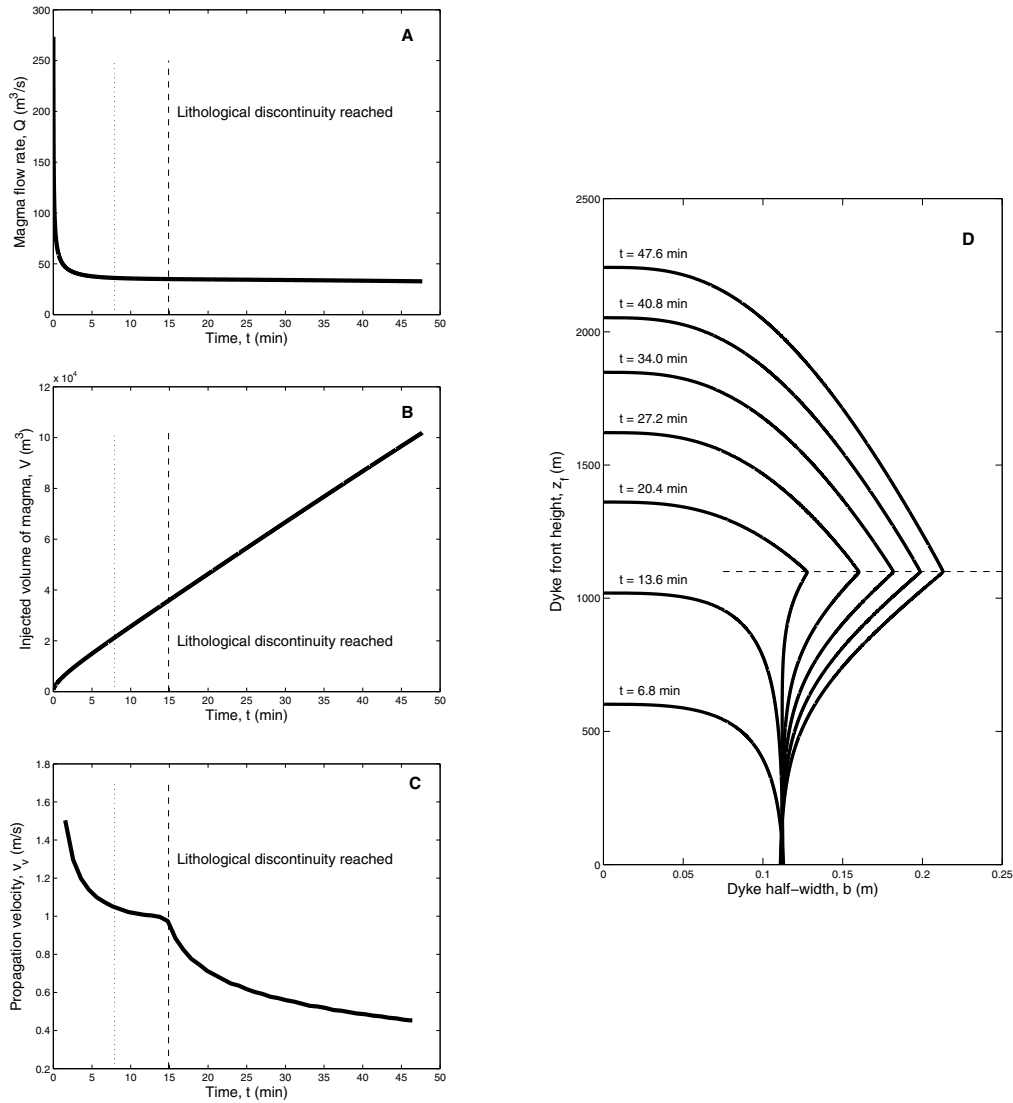 A
Magma flow rate, Q (m³/s)
300
250
200
150
100
50
0
Lithological discontinuity reached
0 5 10 15 20 25 30 35 40 45 50
Time, t (min)
B
x 10⁴
Injected volume of magma, V (m³)
12
10
8
6
4
2
0
Lithological discontinuity reached
0 5 10 15 20 25 30 35 40 45 50
Time, t (min)
C
Propagation velocity, vᵥ (m/s)
1.8
1.6
1.4
1.2
1
0.8
0.6
0.4
0.2
Lithological discontinuity reached
0 5 10 15 20 25 30 35 40 45 50
Time, t (min)
D
Dyke front height, z_f (m)
2500
2000
1500
1000
500
0
t = 47.6 min
t = 40.8 min
t = 34.0 min
t = 27.2 min
t = 20.4 min
t = 13.6 min
t = 6.8 min
0 0.05 0.1 0.15 0.2 0.25
Dyke half−width, b (m)